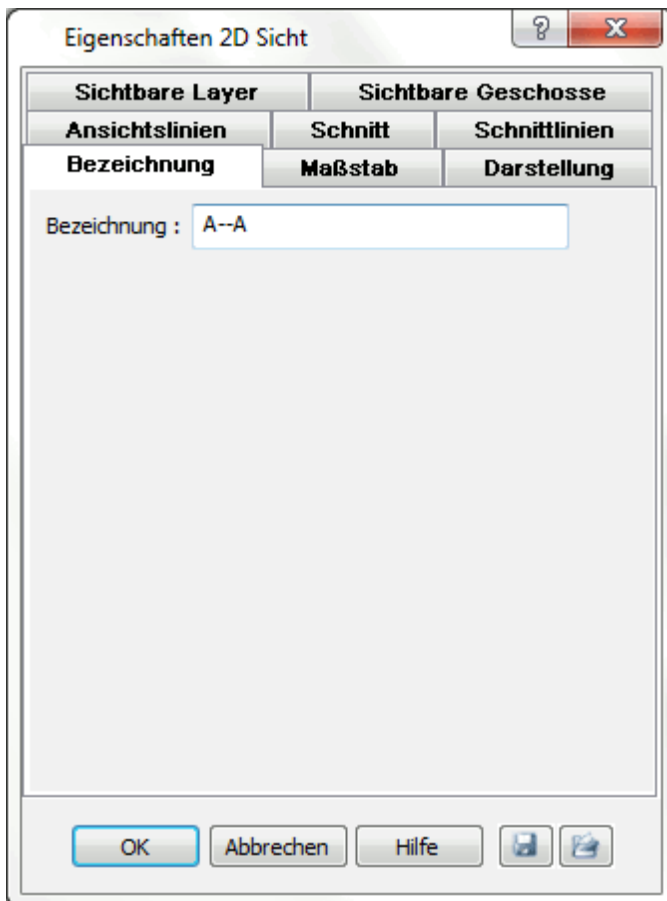 Eigenschaften 2D Sicht
?
X
Sichtbare Layer
Sichtbare Geschosse
Ansichtslinien
Schnitt
Schnittlinien
Bezeichnung
Maßstab
Darstellung
Bezeichnung : A--A
OK
Abbrechen
Hilfe